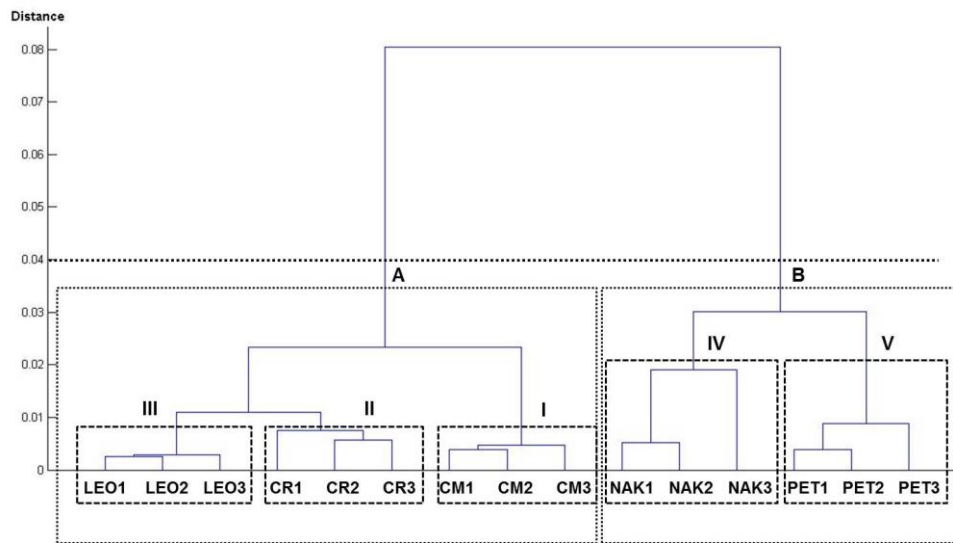 Distance
0.08
0.07
0.06
0.05
0.04
A B
0.03
IV V
0.02
III II I
0.01
0
LEO1 LEO2 LEO3 CR1 CR2 CR3 CM1 CM2 CM3 NAK1 NAK2 NAK3 PET1 PET2 PET3